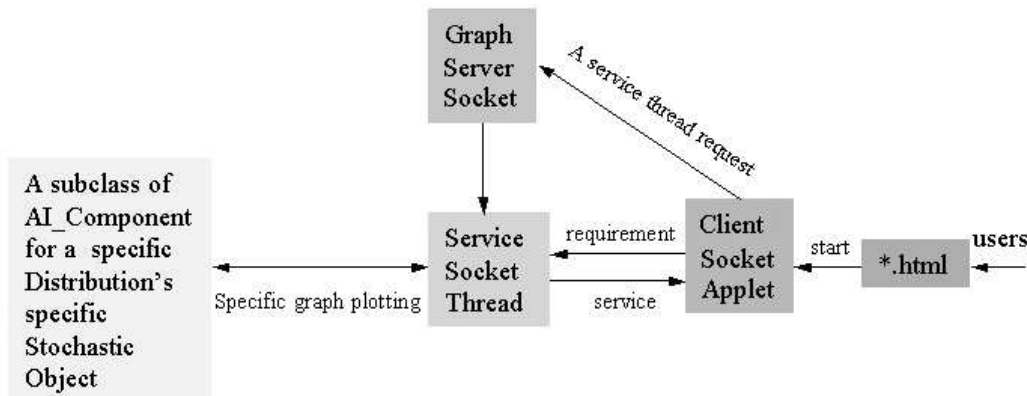 Graph
Server
Socket
A service thread request
A subclass of
AI_Component
for a specific
Distribution's
specific
Stochastic
Object
Specific graph plotting
Service
Socket
Thread
requirement
service
Client
Socket
Applet
start
*.html
users